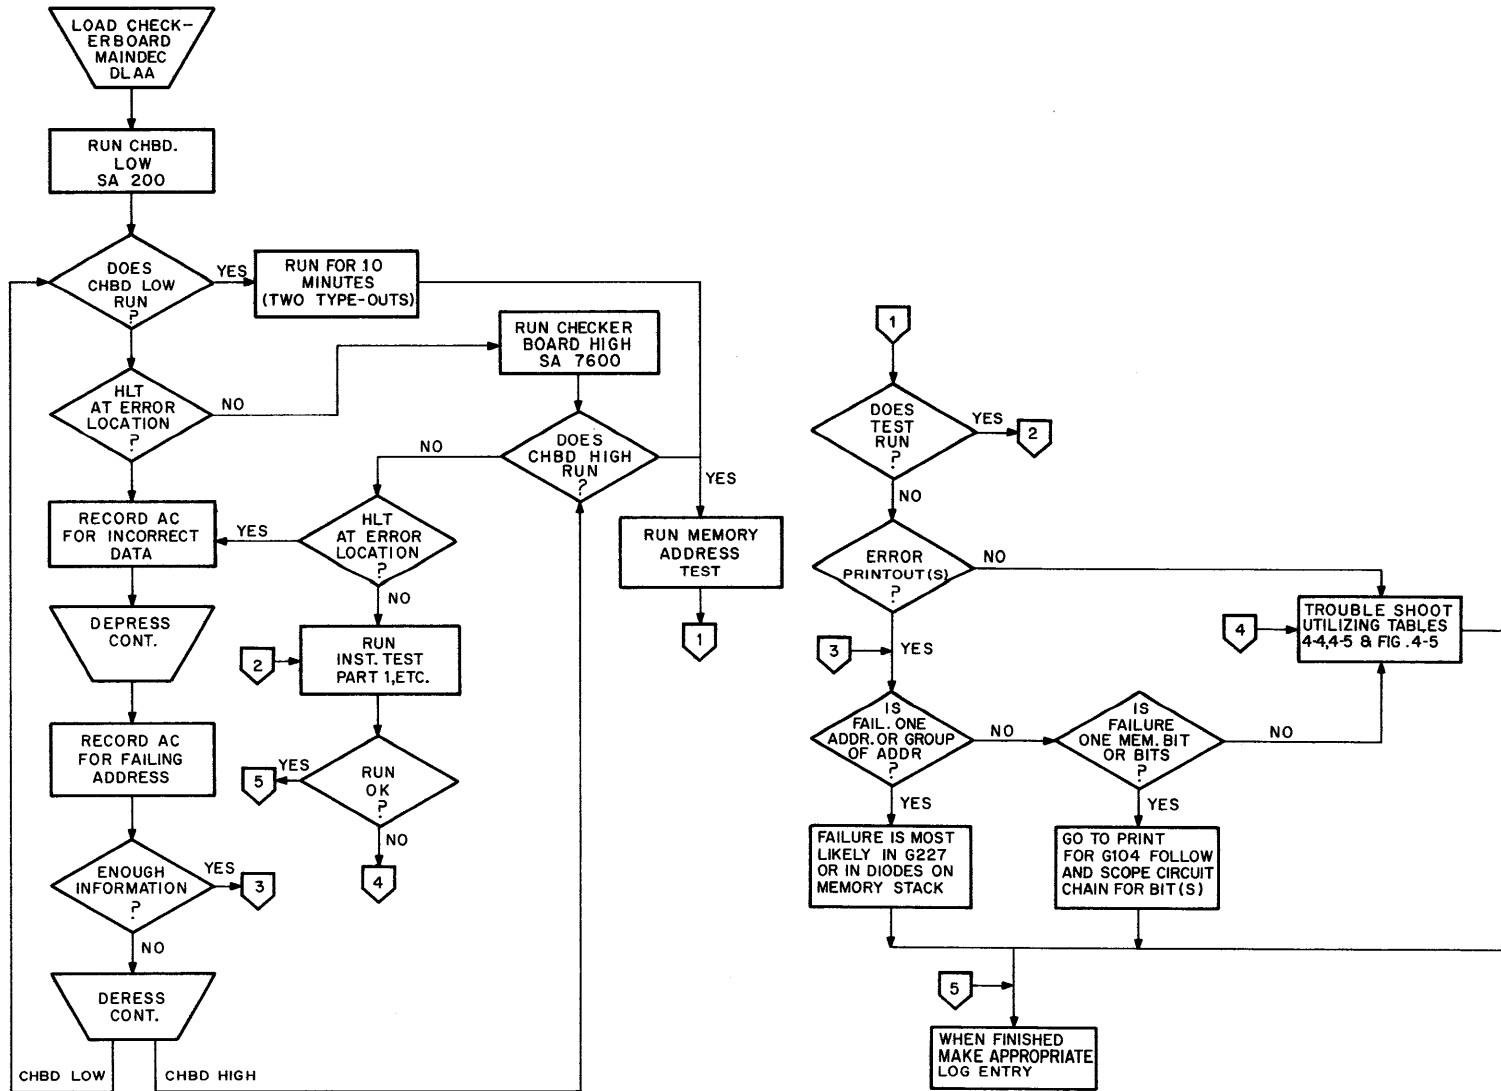 LOAD CHECK-
ERBOARD
MAINDEC
DLAA
RUN CHBD.
LOW
SA 200
DOES
CHBD LOW
RUN
?
YES
RUN FOR 10
MINUTES
(TWO TYPE-OUTS)
HLT
AT ERROR
LOCATION
?
NO
RUN CHECKER
BOARD HIGH
SA 7600
DOES
CHBD HIGH
RUN
?
NO
YES
RECORD AC
FOR INCORRECT
DATA
YES
HLT
AT ERROR
LOCATION
?
NO
RUN MEMORY
ADDRESS
TEST
1
DEPRESS
CONT.
2
RUN
INST. TEST
PART 1,ETC.
RECORD AC
FOR FAILING
ADDRESS
5
YES
RUN
OK
?
NO
4
ENOUGH
INFORMATION
?
YES
3
NO
DERESS
CONT.
CHBD LOW
CHBD HIGH
1
DOES
TEST
RUN
?
YES
2
NO
ERROR
PRINTOUT(S)
?
NO
4
TROUBLE SHOOT
UTILIZING TABLES
4-4,4-5 & FIG.4-5
3
YES
IS
FAIL. ONE
ADDR. OR GROUP
OF ADDR
?
NO
IS
FAILURE
ONE MEM. BIT
OR BITS
?
NO
YES
YES
FAILURE IS MOST
LIKELY IN G227
OR IN DIODES ON
MEMORY STACK
GO TO PRINT
FOR G104 FOLLOW
AND SCOPE CIRCUIT
CHAIN FOR BIT(S)
5
WHEN FINISHED
MAKE APPROPRIATE
LOG ENTRY